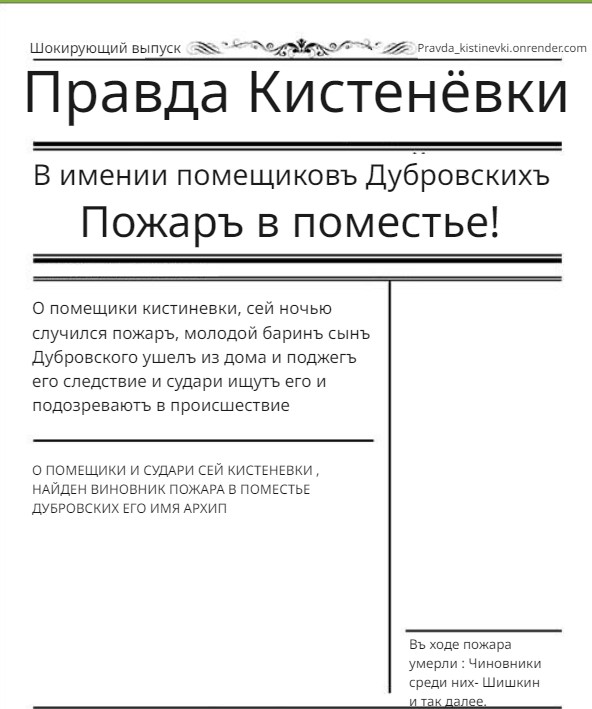 Шокирующий выпуск
Pravda_kistinevki.onrender.com
Правда Кистенёвки
В имении помещиковъ Дубровскихъ
Пожаръ в поместье!
О помещики кистиневки, сей ночью
случился пожаръ, молодой баринъ сынъ
Дубровского ушелъ из дома и поджегъ
его следствие и судари ищутъ его и
подозреваютъ в происшествие
О ПОМЕЩИКИ И СУДАРИ СЕЙ КИСТЕНЕВКИ ,
НАЙДЕН ВИНОВНИК ПОЖАРА В ПОМЕСТЬЕ
ДУБРОВСКИХ ЕГО ИМЯ АРХИП
Въ ходе пожара
умерли : Чиновники
среди них- Шишкин
и так далее.